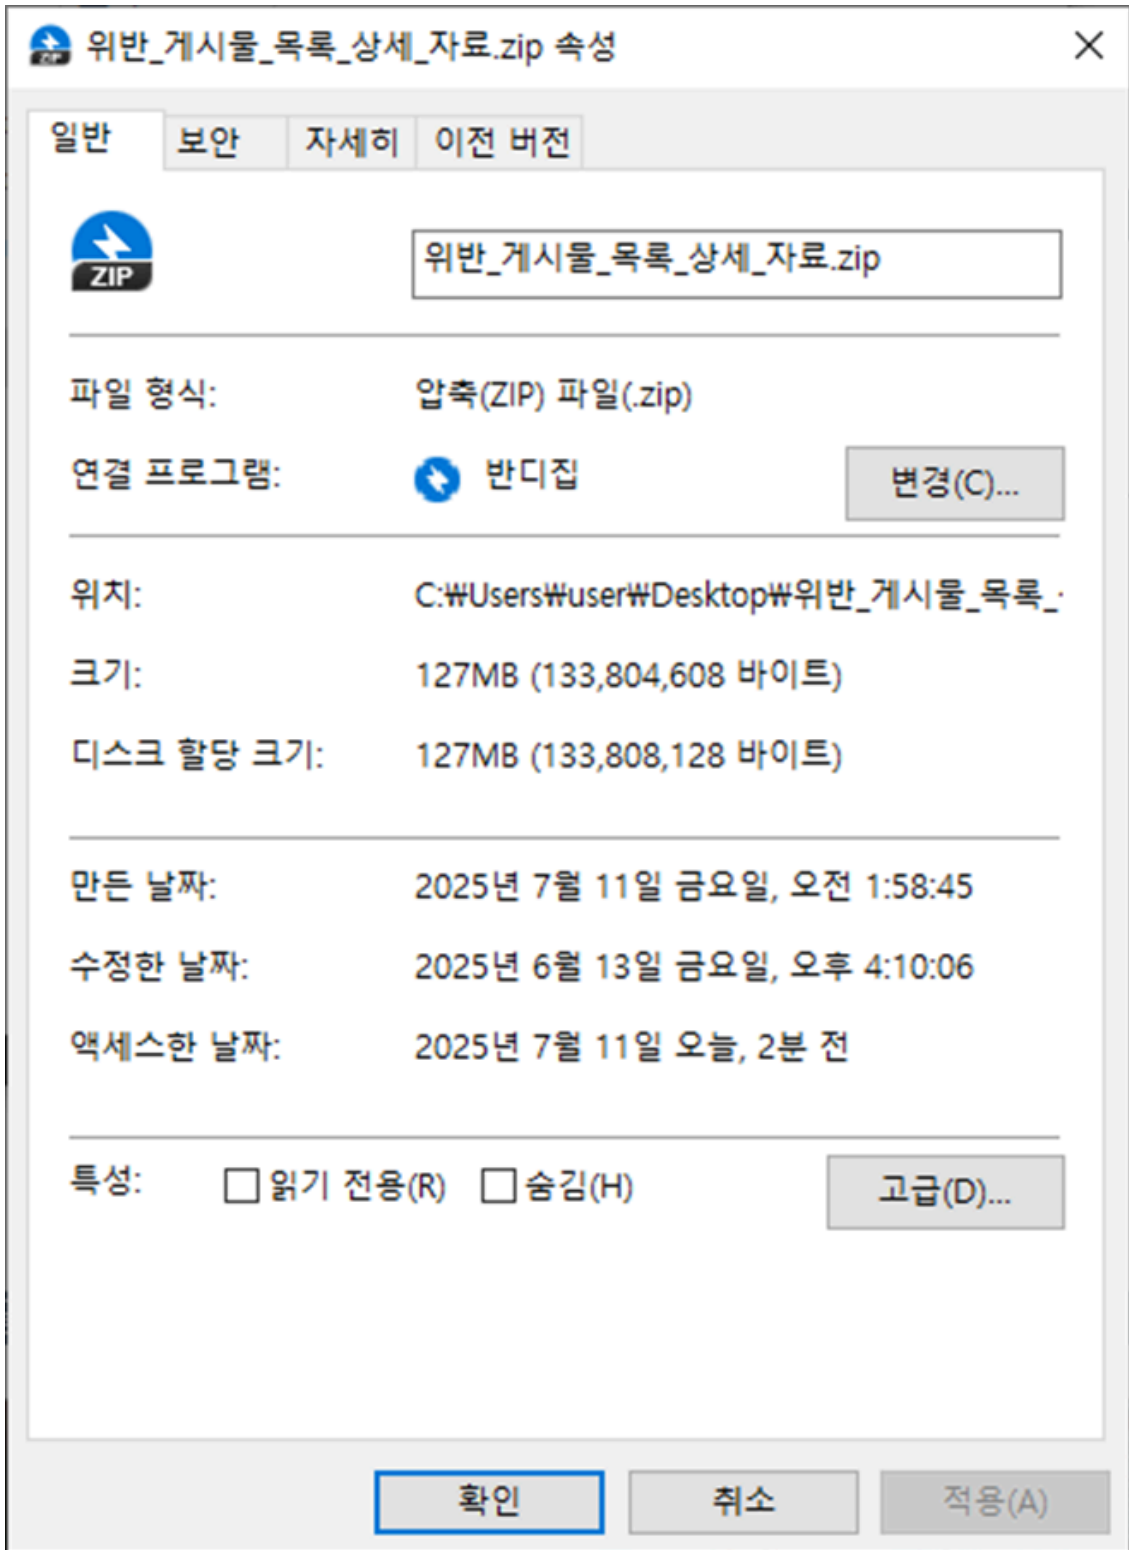 위반_게시물_목록_상세_자료.zip 속성
일반 보안 자세히 이전 버전
ZIP 위반_게시물_목록_상세_자료.zip
파일 형식: 압축(ZIP) 파일(.zip)
연결 프로그램: 반디집 변경(C)...
위치: C:₩Users₩user₩Desktop₩위반_게시물_목록_
크기: 127MB (133,804,608 바이트)
디스크 할당 크기: 127MB (133,808,128 바이트)
만든 날짜: 2025년 7월 11일 금요일, 오전 1:58:45
수정한 날짜: 2025년 6월 13일 금요일, 오후 4:10:06
액세스한 날짜: 2025년 7월 11일 오늘, 2분 전
특성: 읽기 전용(R) 숨김(H) 고급(D)...
확인 취소 적용(A)